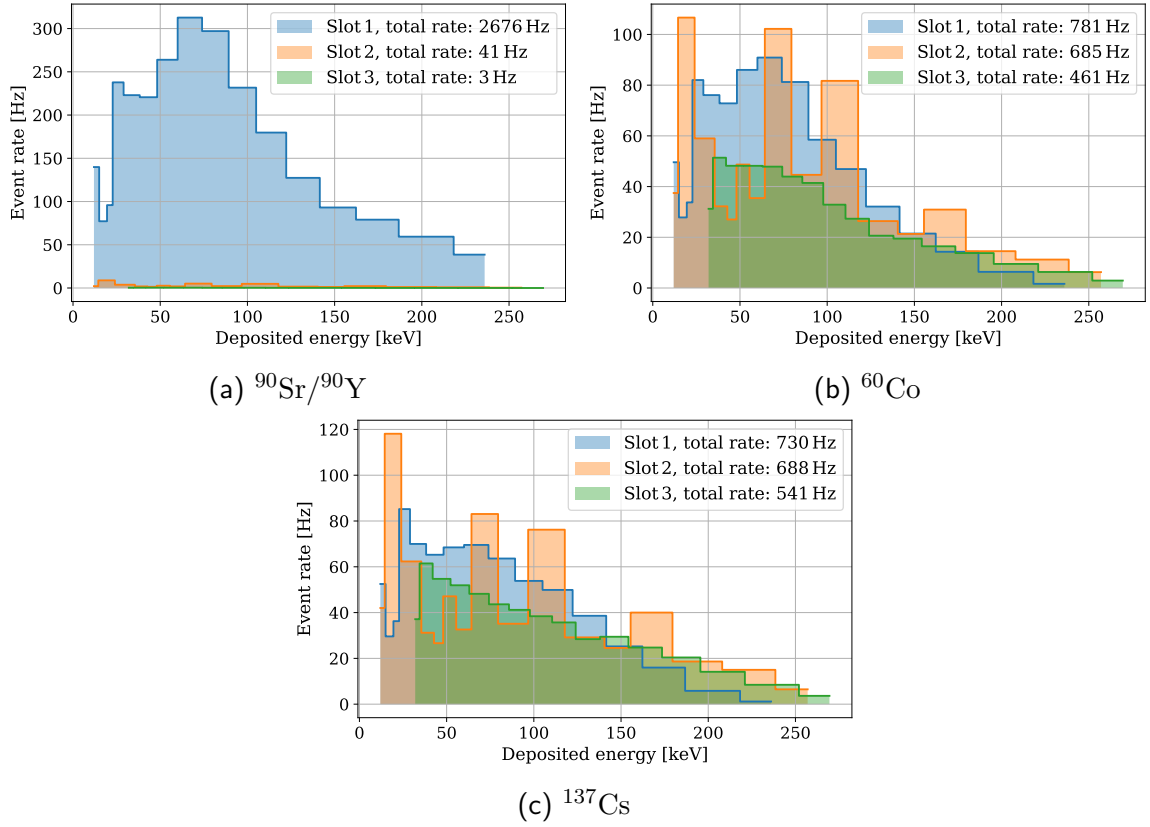 Event rate [Hz]
300
250
200
150
100
50
0
Slot 1, total rate: 2676 Hz
Slot 2, total rate: 41 Hz
Slot 3, total rate: 3 Hz
0 50 100 150 200 250
Deposited energy [keV]
(a) ⁹⁰Sr/⁹⁰Y
Event rate [Hz]
100
80
60
40
20
0
Slot 1, total rate: 781 Hz
Slot 2, total rate: 685 Hz
Slot 3, total rate: 461 Hz
0 50 100 150 200 250
Deposited energy [keV]
(b) ⁶⁰Co
Event rate [Hz]
120
100
80
60
40
20
0
Slot 1, total rate: 730 Hz
Slot 2, total rate: 688 Hz
Slot 3, total rate: 541 Hz
0 50 100 150 200 250
Deposited energy [keV]
(c) ¹³⁷Cs